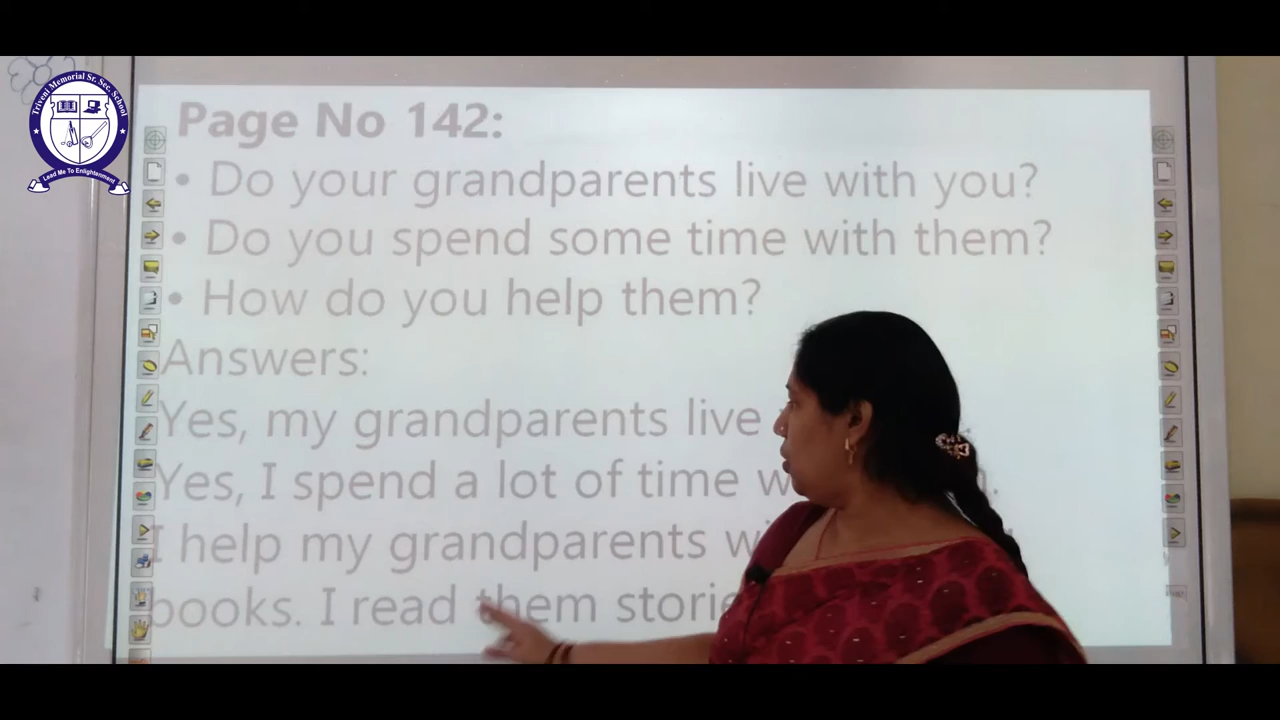 Triveni Memorial Sr. Sec. School
Lead Me To Enlightenment
Page No 142:
• Do your grandparents live with you?
• Do you spend some time with them?
• How do you help them?
Answers:
Yes, my grandparents live
Yes, I spend a lot of time
I help my grandparents
books. I read them